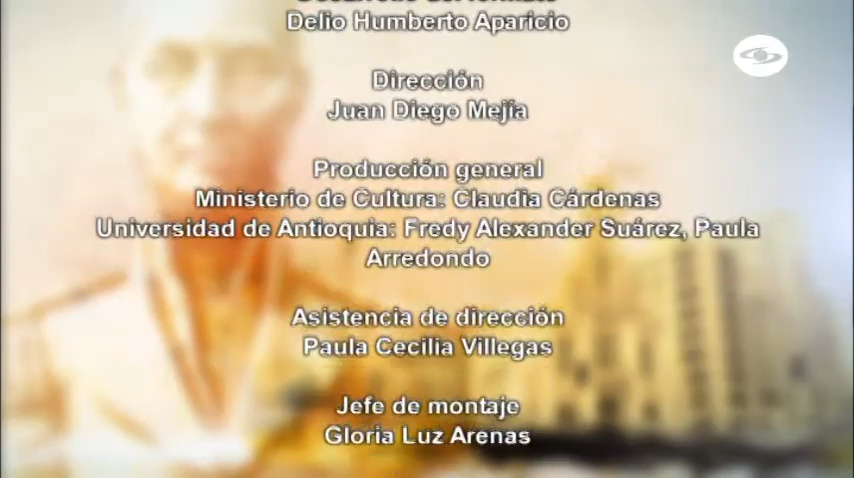 Delio Humberto Aparicio
Dirección
Juan Diego Mejía
Producción general
Ministerio de Cultura: Claudia Cárdenas
Universidad de Antioquia: Fredy Alexander Suárez, Paula
Arredondo
Asistencia de dirección
Paula Cecilia Villegas
Jefe de montaje
Gloria Luz Arenas